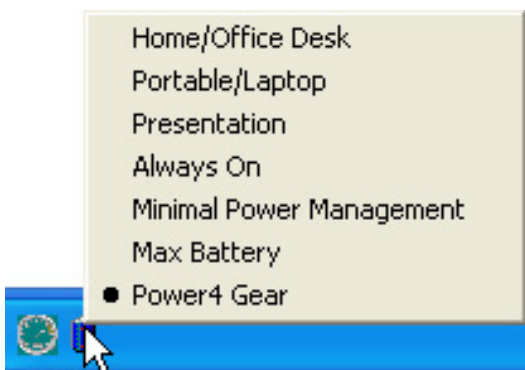 Home/Office Desk
Portable/Laptop
Presentation
Always On
Minimal Power Management
Max Battery
Power4 Gear